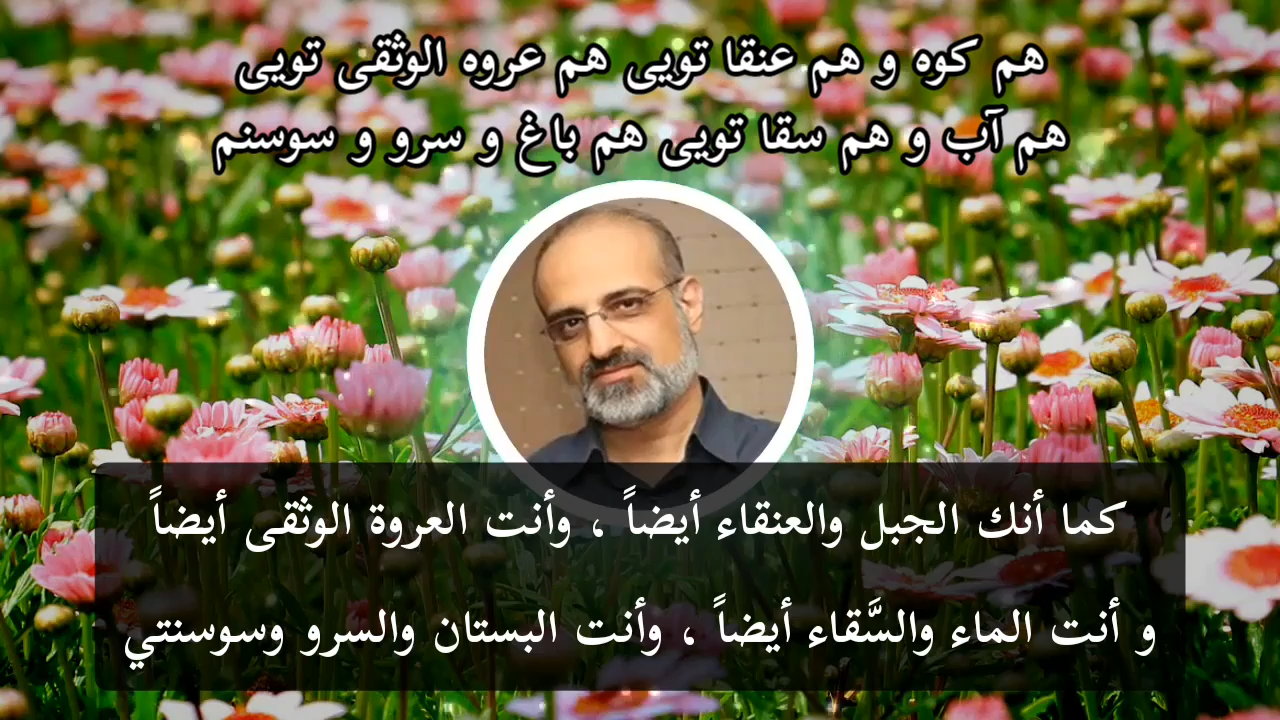 هم کوه و هم عنقا تویی هم عروه الوثقی تویی
هم آب و هم سقا تویی هم باغ و سرو و سوسنم
كما أنك الجبل والعنقاء أيضاً ، وأنت العروة الوثقى أيضاً
و أنت الماء والسَّقاء أيضاً ، وأنت البستان والسرو وسوسنتي